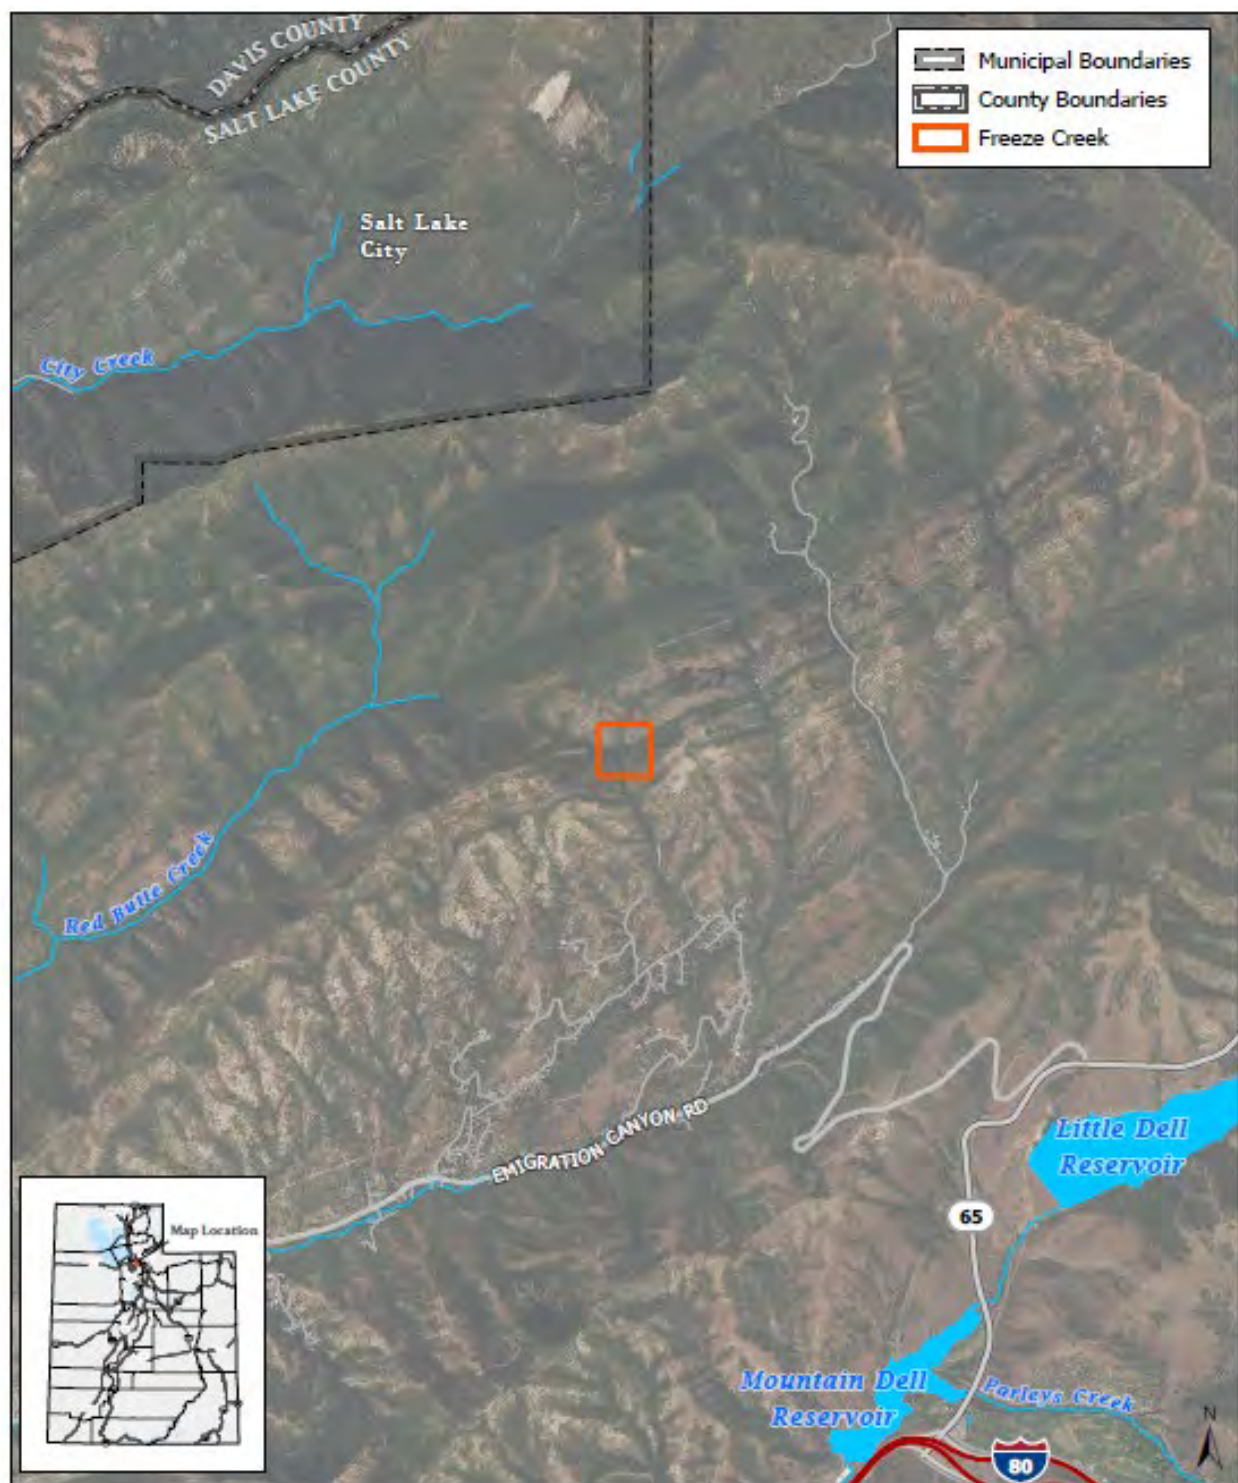 DAVIS COUNTY
SALT LAKE COUNTY
Municipal Boundaries
County Boundaries
Freeze Creek
Salt Lake
City
City Creek
Red Butte Creek
EMIGRATION CANYON RD
Little Dell
Reservoir
65
Map Location
Mountain Dell
Reservoir
Parleys Creek
N
80